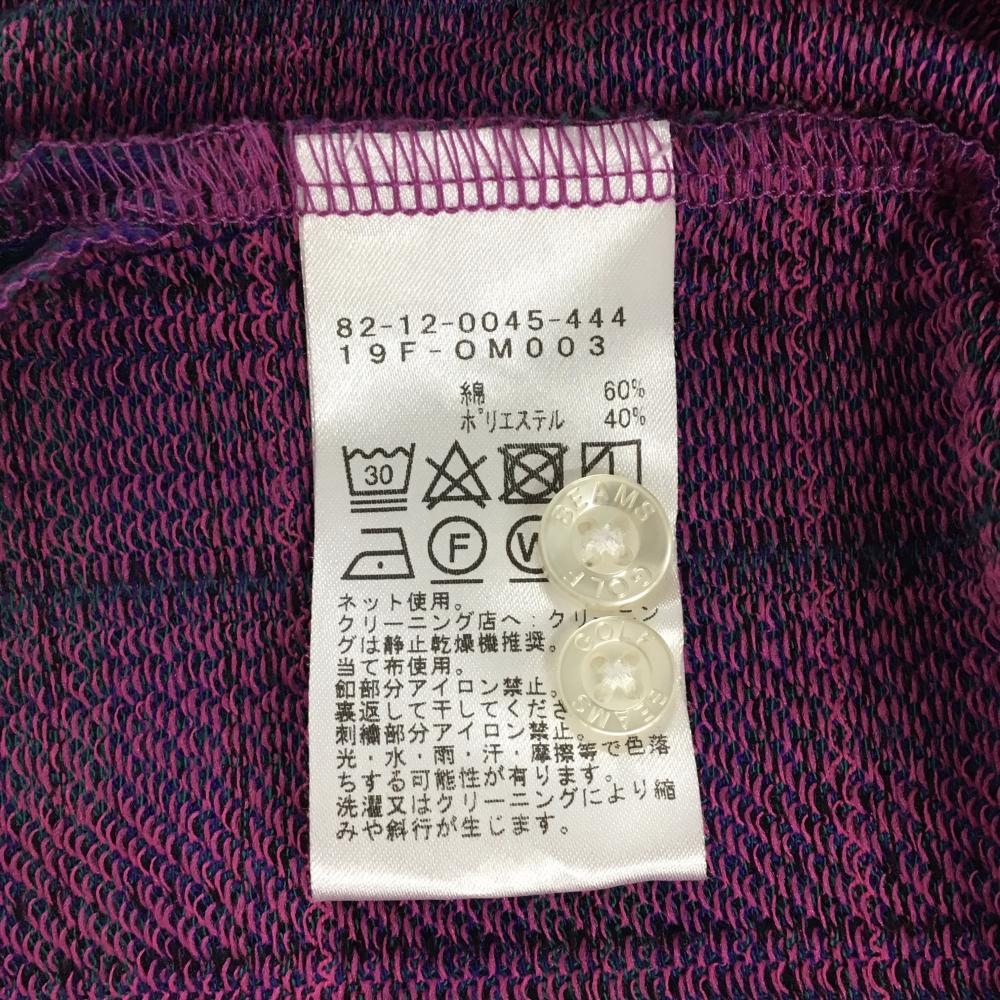 82-12-0045-444
19F-OM003
綿 60%
ポリエステル 40%
30
F
W
BEAMS GOLF
ネット使用。
クリーニング店へ:クリーニン
グは静止乾燥機推奨。
当て布使用。
釦部分アイロン禁止。
裏返して干してくださ
刺繍部分アイロン禁止。
光・水・雨・汗・摩擦等で色落
ちする可能性が有ります。
洗濯又はクリーニングにより縮
みや斜行が生じます。
GOLF BEAMS